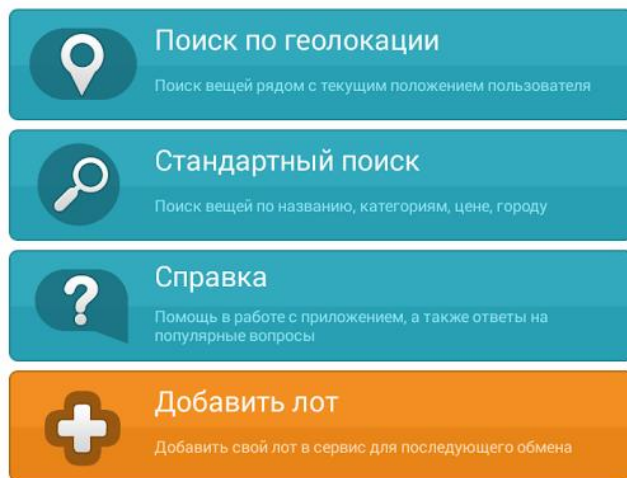 Поиск по геолокации
Поиск вещей рядом с текущим положением пользователя
Стандартный поиск
Поиск вещей по названию, категориям, цене, городу
Справка
Помощь в работе с приложением, а также ответы на
популярные вопросы
Добавить лот
Добавить свой лот в сервис для последующего обмена